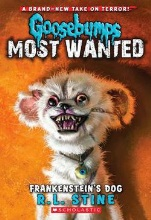 A BRAND-NEW TAKE ON TERROR!
Goosebumps
MOST WANTED
FRANKENSTEIN'S DOG
R.L. STINE
SCHOLASTIC